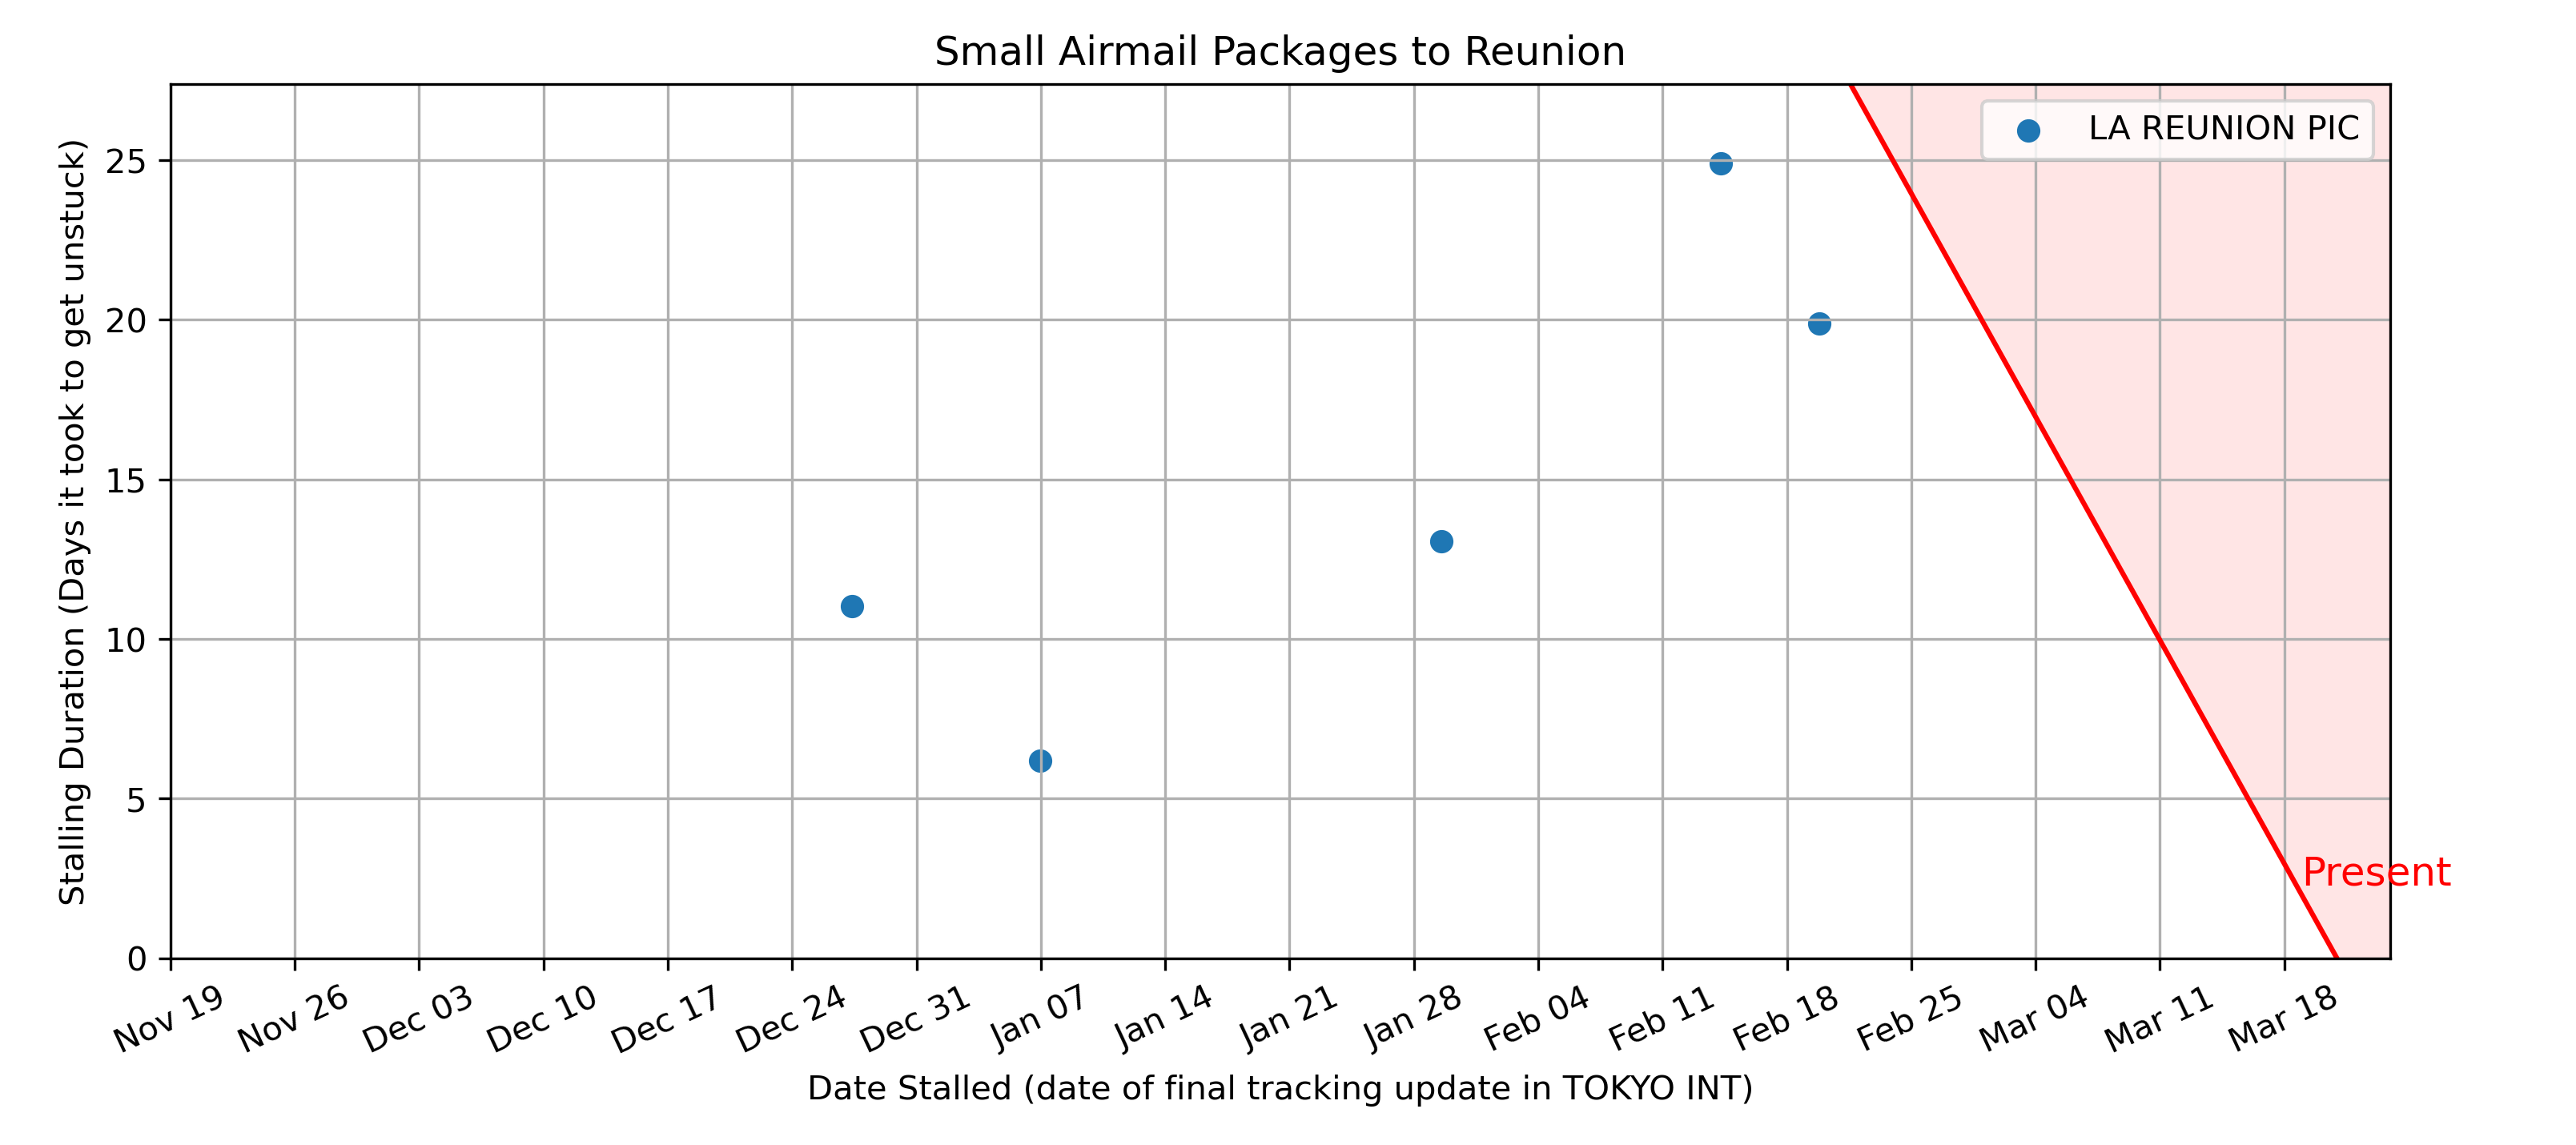 Small Airmail Packages to Reunion
LA REUNION PIC
Stalling Duration (Days it took to get unstuck)
25
20
15
10
5
0
Present
Nov 19
Nov 26
Dec 03
Dec 10
Dec 17
Dec 24
Dec 31
Jan 07
Jan 14
Jan 21
Jan 28
Feb 04
Feb 11
Feb 18
Feb 25
Mar 04
Mar 11
Mar 18
Date Stalled (date of final tracking update in TOKYO INT)